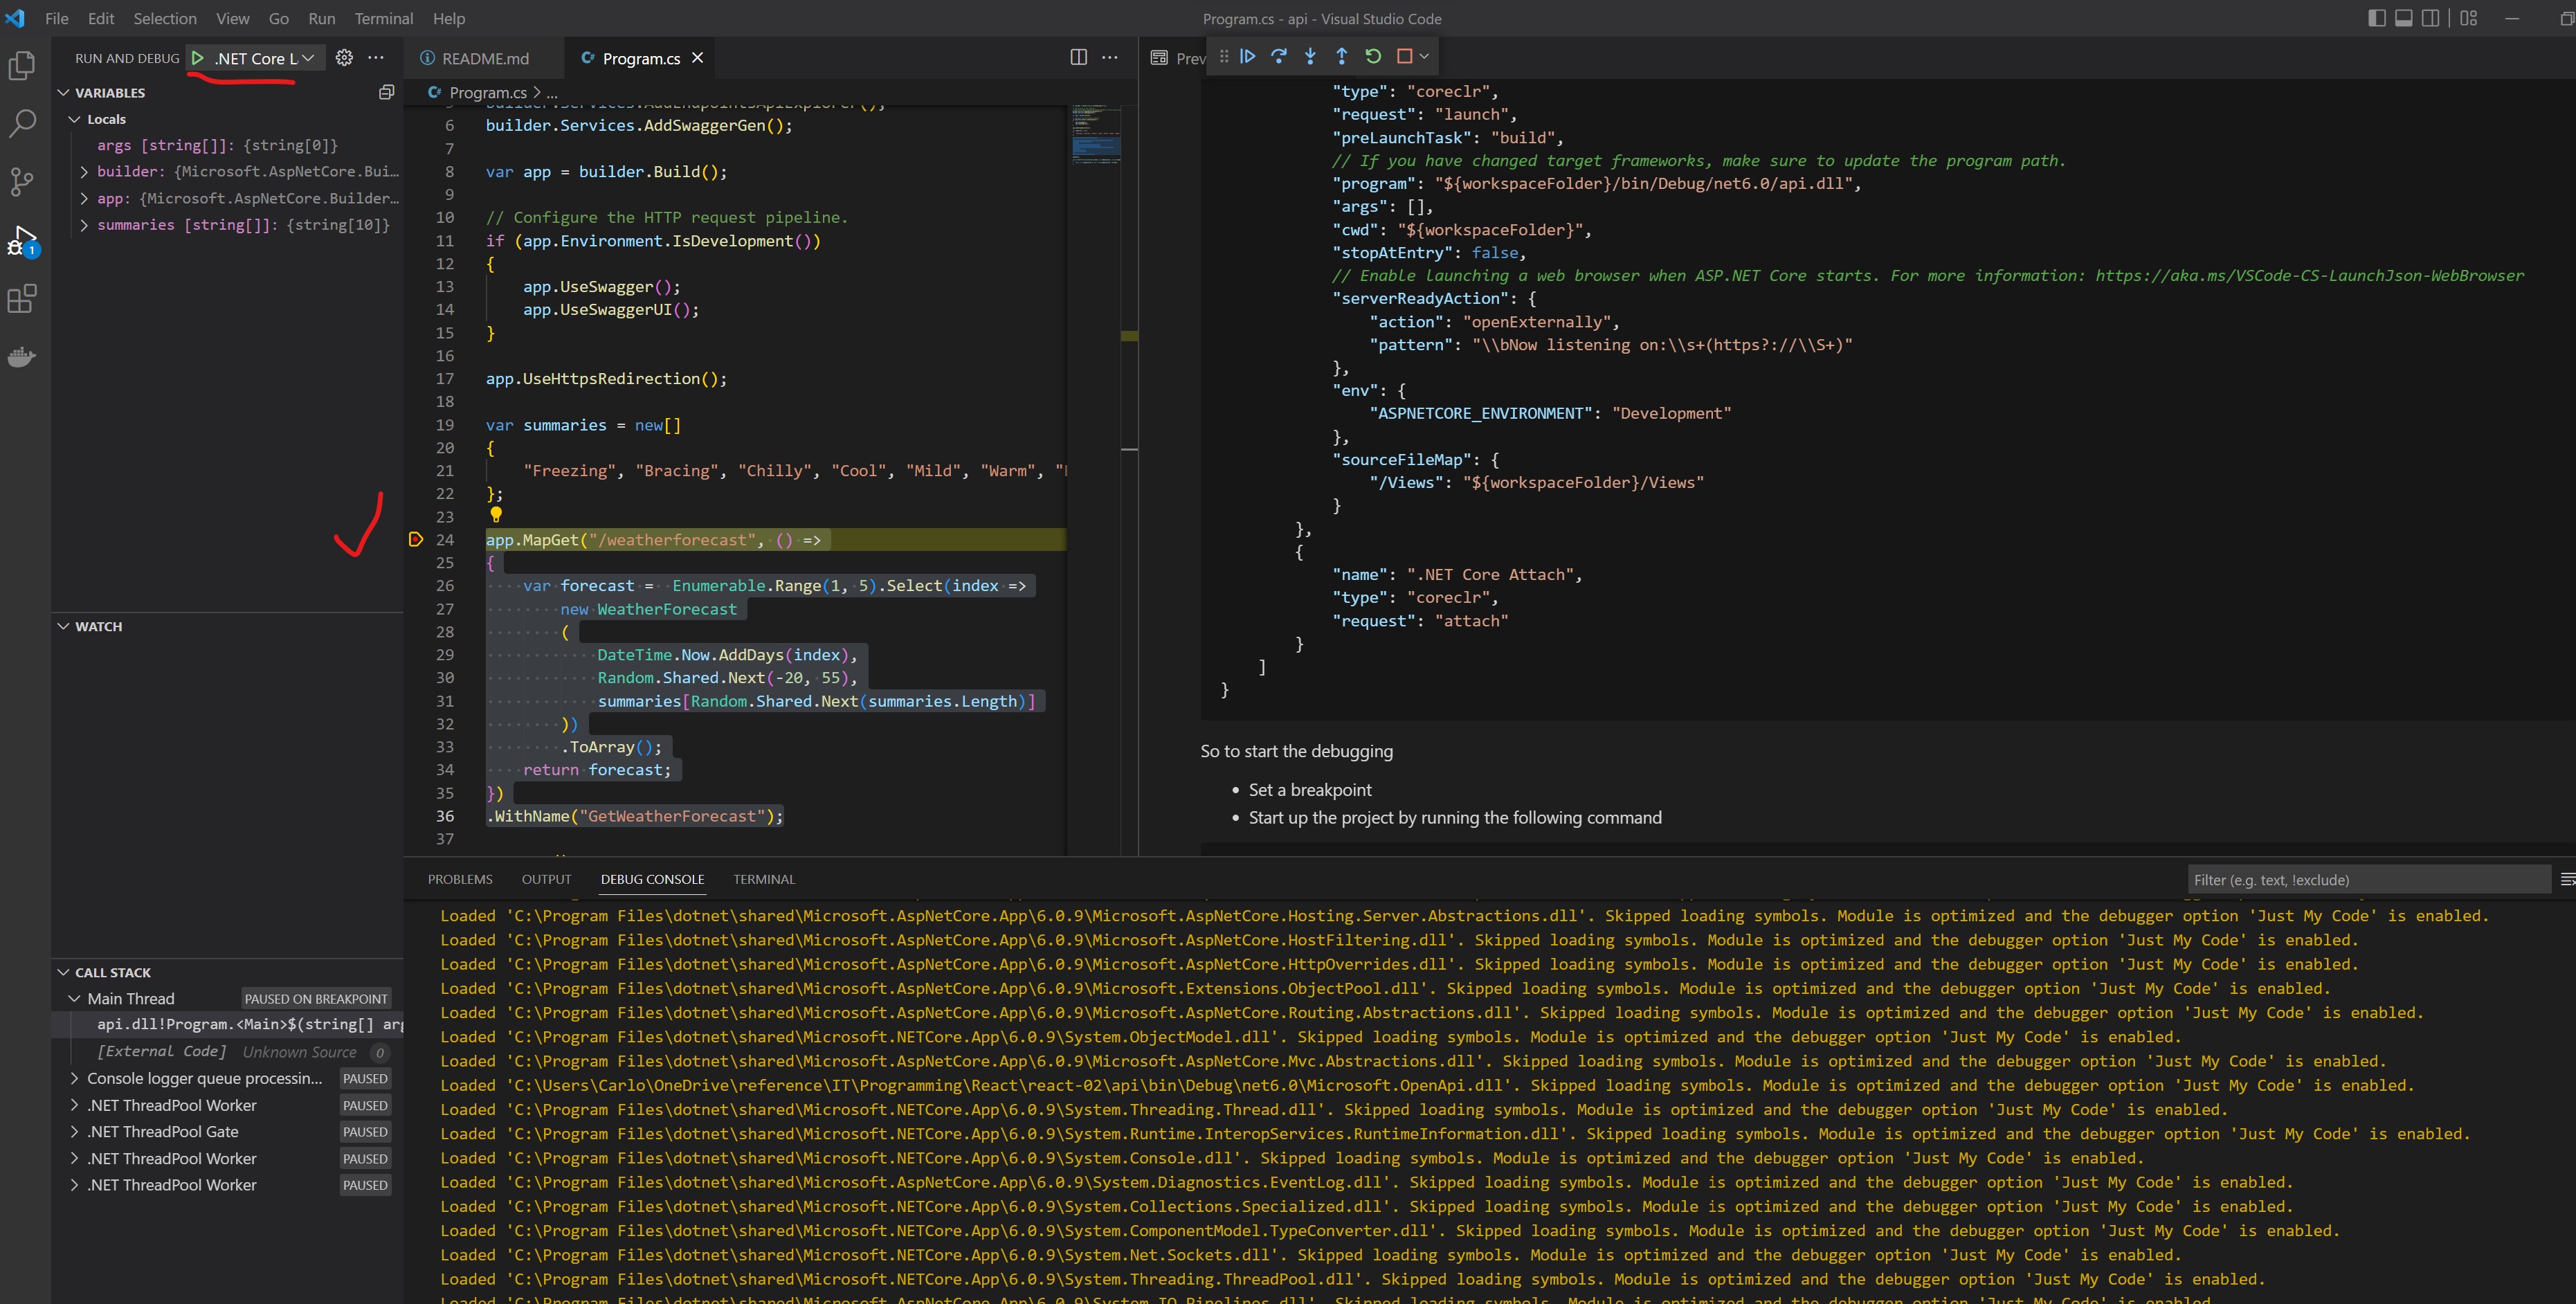 File Edit Selection View Go Run Terminal Help
Program.cs - api - Visual Studio Code
RUN AND DEBUG .NET Core L
VARIABLES
Locals
args [string[]]: {string[0]}
builder: {Microsoft.AspNetCore.Bui...
app: {Microsoft.AspNetCore.Builder...
summaries [string[]]: {string[10]}
1
WATCH
CALL STACK
Main Thread PAUSED ON BREAKPOINT
api.dll!Program.<Main>$(string[] arg
[External Code] Unknown Source 0
Console logger queue processin... PAUSED
.NET ThreadPool Worker PAUSED
.NET ThreadPool Gate PAUSED
.NET ThreadPool Worker PAUSED
.NET ThreadPool Worker PAUSED
README.md Program.cs
Program.cs > ...
5 builder.Services.AddEndpointsApiExplorer();
6 builder.Services.AddSwaggerGen();
7
8 var app = builder.Build();
9
10 // Configure the HTTP request pipeline.
11 if (app.Environment.IsDevelopment())
12 {
13 app.UseSwagger();
14 app.UseSwaggerUI();
15 }
16
17 app.UseHttpsRedirection();
18
19 var summaries = new[]
20 {
21 "Freezing", "Bracing", "Chilly", "Cool", "Mild", "Warm", "
22 };
23
24 app.MapGet("/weatherforecast", () =>
25 {
26 var forecast = Enumerable.Range(1, 5).Select(index =>
27 new WeatherForecast
28 (
29 DateTime.Now.AddDays(index),
30 Random.Shared.Next(-20, 55),
31 summaries[Random.Shared.Next(summaries.Length)]
32 ))
33 .ToArray();
34 return forecast;
35 })
36 .WithName("GetWeatherForecast");
37
Prev
"type": "coreclr",
"request": "launch",
"preLaunchTask": "build",
// If you have changed target frameworks, make sure to update the program path.
"program": "${workspaceFolder}/bin/Debug/net6.0/api.dll",
"args": [],
"cwd": "${workspaceFolder}",
"stopAtEntry": false,
// Enable launching a web browser when ASP.NET Core starts. For more information: https://aka.ms/VSCode-CS-LaunchJson-WebBrowser
"serverReadyAction": {
"action": "openExternally",
"pattern": "\\bNow listening on:\\s+(https?://\\S+)"
},
"env": {
"ASPNETCORE_ENVIRONMENT": "Development"
},
"sourceFileMap": {
"/Views": "${workspaceFolder}/Views"
}
},
{
"name": ".NET Core Attach",
"type": "coreclr",
"request": "attach"
}
]
}
So to start the debugging
• Set a breakpoint
• Start up the project by running the following command
PROBLEMS OUTPUT DEBUG CONSOLE TERMINAL
Filter (e.g. text, !exclude)
Loaded 'C:\Program Files\dotnet\shared\Microsoft.AspNetCore.App\6.0.9\Microsoft.AspNetCore.Hosting.Server.Abstractions.dll'. Skipped loading symbols. Module is optimized and the debugger option 'Just My Code' is enabled.
Loaded 'C:\Program Files\dotnet\shared\Microsoft.AspNetCore.App\6.0.9\Microsoft.AspNetCore.HostFiltering.dll'. Skipped loading symbols. Module is optimized and the debugger option 'Just My Code' is enabled.
Loaded 'C:\Program Files\dotnet\shared\Microsoft.AspNetCore.App\6.0.9\Microsoft.AspNetCore.HttpOverrides.dll'. Skipped loading symbols. Module is optimized and the debugger option 'Just My Code' is enabled.
Loaded 'C:\Program Files\dotnet\shared\Microsoft.AspNetCore.App\6.0.9\Microsoft.Extensions.ObjectPool.dll'. Skipped loading symbols. Module is optimized and the debugger option 'Just My Code' is enabled.
Loaded 'C:\Program Files\dotnet\shared\Microsoft.AspNetCore.App\6.0.9\Microsoft.AspNetCore.Routing.Abstractions.dll'. Skipped loading symbols. Module is optimized and the debugger option 'Just My Code' is enabled.
Loaded 'C:\Program Files\dotnet\shared\Microsoft.NETCore.App\6.0.9\System.ObjectModel.dll'. Skipped loading symbols. Module is optimized and the debugger option 'Just My Code' is enabled.
Loaded 'C:\Program Files\dotnet\shared\Microsoft.AspNetCore.App\6.0.9\Microsoft.AspNetCore.Mvc.Abstractions.dll'. Skipped loading symbols. Module is optimized and the debugger option 'Just My Code' is enabled.
Loaded 'C:\Users\Carlo\OneDrive\reference\IT\Programming\React\react-02\api\bin\Debug\net6.0\Microsoft.OpenApi.dll'. Skipped loading symbols. Module is optimized and the debugger option 'Just My Code' is enabled.
Loaded 'C:\Program Files\dotnet\shared\Microsoft.NETCore.App\6.0.9\System.Threading.Thread.dll'. Skipped loading symbols. Module is optimized and the debugger option 'Just My Code' is enabled.
Loaded 'C:\Program Files\dotnet\shared\Microsoft.NETCore.App\6.0.9\System.Runtime.InteropServices.RuntimeInformation.dll'. Skipped loading symbols. Module is optimized and the debugger option 'Just My Code' is enabled.
Loaded 'C:\Program Files\dotnet\shared\Microsoft.NETCore.App\6.0.9\System.Console.dll'. Skipped loading symbols. Module is optimized and the debugger option 'Just My Code' is enabled.
Loaded 'C:\Program Files\dotnet\shared\Microsoft.AspNetCore.App\6.0.9\System.Diagnostics.EventLog.dll'. Skipped loading symbols. Module is optimized and the debugger option 'Just My Code' is enabled.
Loaded 'C:\Program Files\dotnet\shared\Microsoft.NETCore.App\6.0.9\System.Collections.Specialized.dll'. Skipped loading symbols. Module is optimized and the debugger option 'Just My Code' is enabled.
Loaded 'C:\Program Files\dotnet\shared\Microsoft.NETCore.App\6.0.9\System.ComponentModel.TypeConverter.dll'. Skipped loading symbols. Module is optimized and the debugger option 'Just My Code' is enabled.
Loaded 'C:\Program Files\dotnet\shared\Microsoft.NETCore.App\6.0.9\System.Net.Sockets.dll'. Skipped loading symbols. Module is optimized and the debugger option 'Just My Code' is enabled.
Loaded 'C:\Program Files\dotnet\shared\Microsoft.NETCore.App\6.0.9\System.Threading.ThreadPool.dll'. Skipped loading symbols. Module is optimized and the debugger option 'Just My Code' is enabled.
Loaded 'C:\Program Files\dotnet\shared\Microsoft.AspNetCore.App\6.0.9\System.IO.Pipelines.dll'. Skipped loading symbols. Module is optimized and the debugger option 'Just My Code' is enabled.